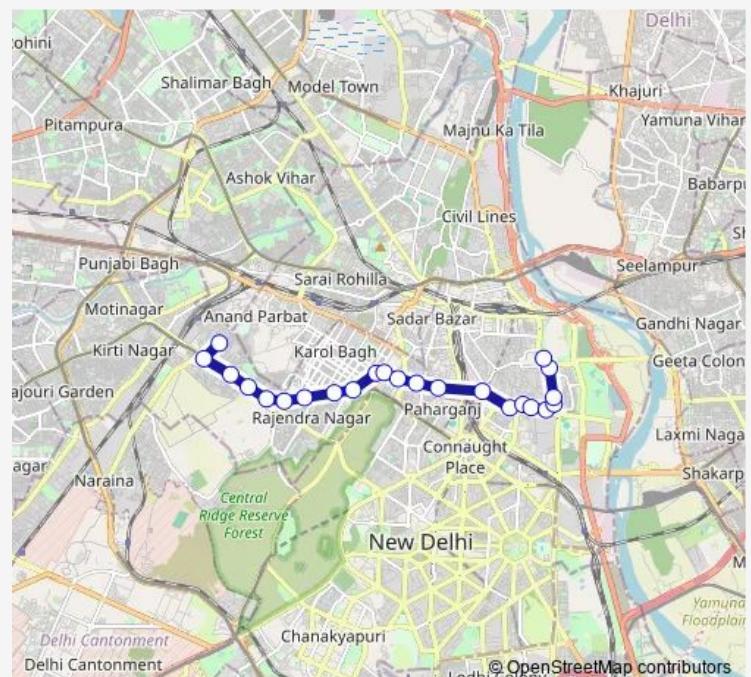 Delhi
ohini
Shalimar Bagh
Model Town
Khajuri
Pitampura
Majnu Ka Tila
Yamuna Vihar
Ashok Vihar
Babarpu
Civil Lines
Punjabi Bagh
Sarai Rohilla
Seelampur
Motinagar
Anand Parbat
Sadar Bazar
Gandhi Nagar
Kirti Nagar
Karol Bagh
Geeta Colon
ajouri Garden
Rajendra Nagar
Paharganj
Connaught
Place
Laxmi Naga
agar
Naraina
Shakarp
Central
Ridge Reserve
Forest
New Delhi
Yamuna
Floodplain
Delhi Cantonment
Chanakyapuri
Delhi Cantonment
© OpenStreetMap contributors